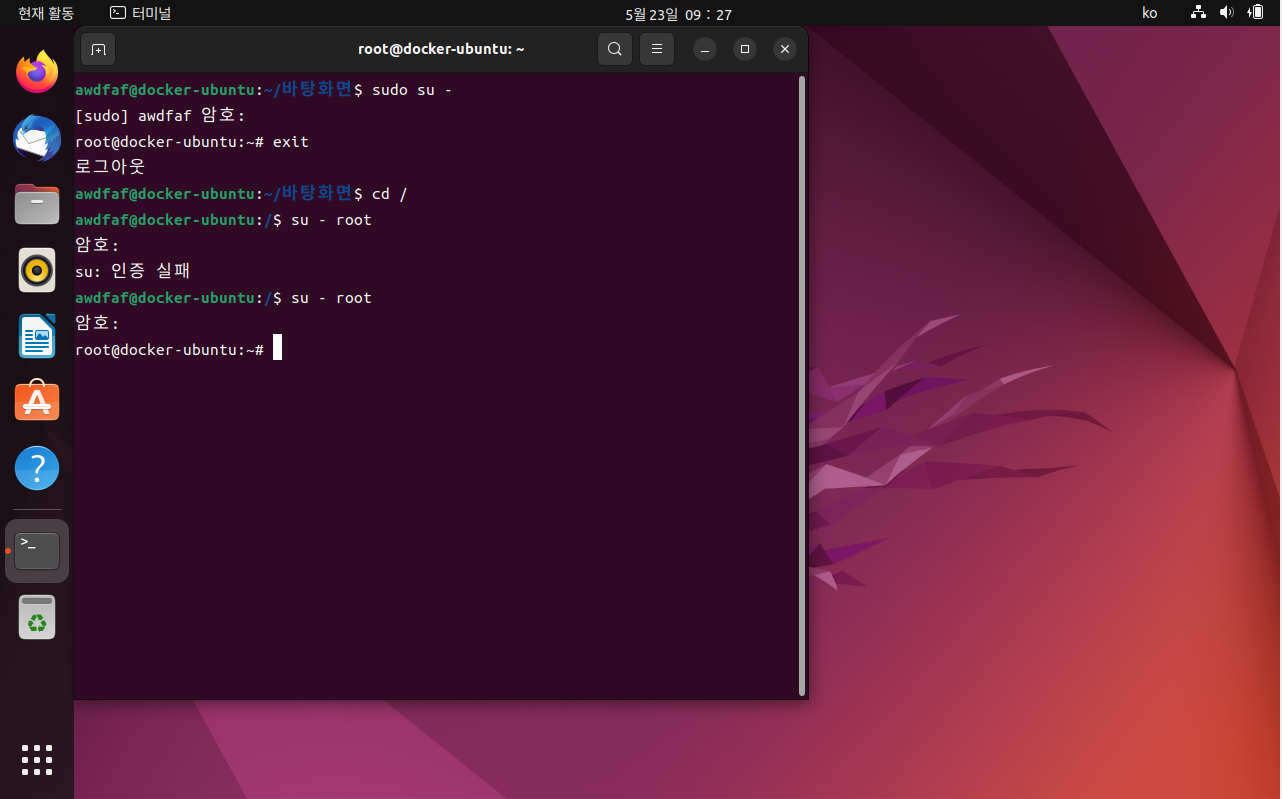 현재 활동
터미널
5월 23일 09 : 27
ko
root@docker-ubuntu: ~
awdfaf@docker-ubuntu:~/바탕화면$ sudo su -
[sudo] awdfaf 암호:
root@docker-ubuntu:~# exit
로그아웃
awdfaf@docker-ubuntu:~/바탕화면$ cd /
awdfaf@docker-ubuntu:/$ su - root
암호:
su: 인증 실패
awdfaf@docker-ubuntu:/$ su - root
암호:
root@docker-ubuntu:~#